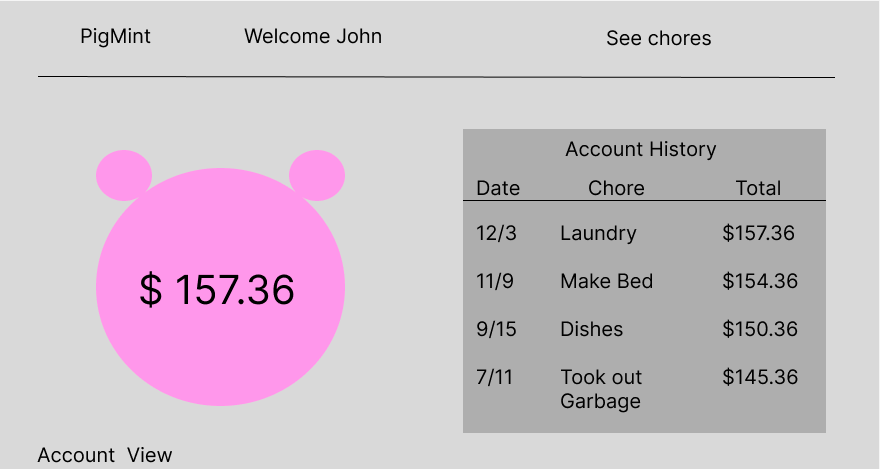 PigMint Welcome John See chores
$ 157.36
Account History
Date Chore Total
12/3 Laundry $157.36
11/9 Make Bed $154.36
9/15 Dishes $150.36
7/11 Took out $145.36
Garbage
Account View